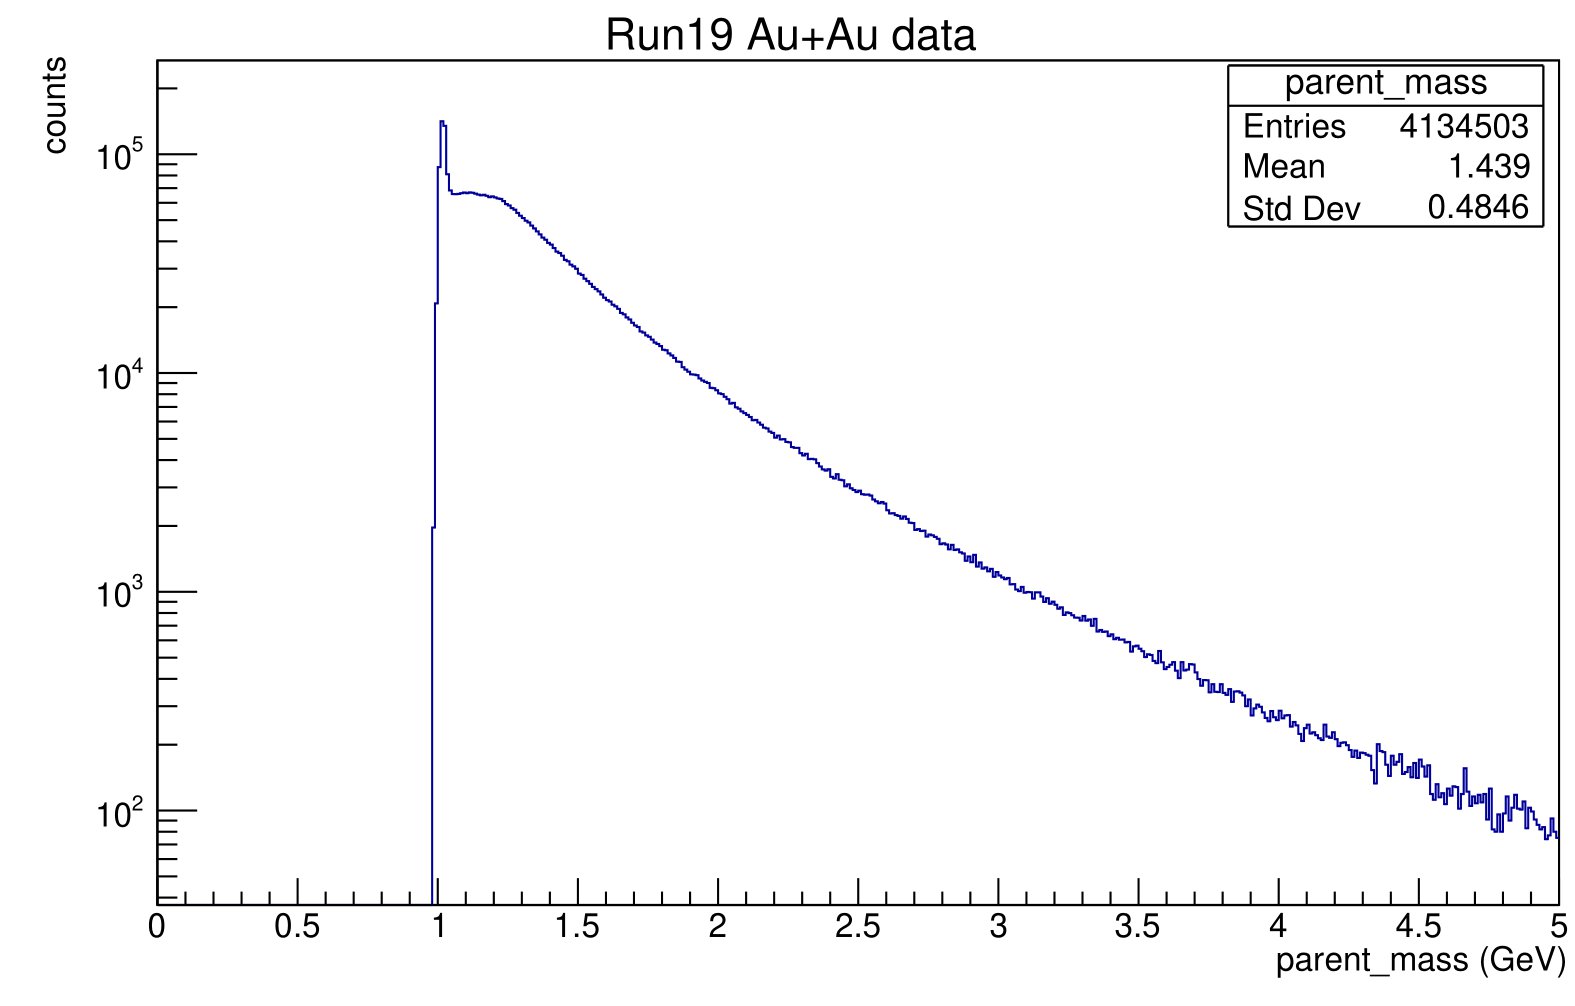 Run19 Au+Au data
counts
parent_mass
Entries 4134503
Mean 1.439
Std Dev 0.4846
10^5
10^4
10^3
10^2
0 0.5 1 1.5 2 2.5 3 3.5 4 4.5 5
parent_mass (GeV)